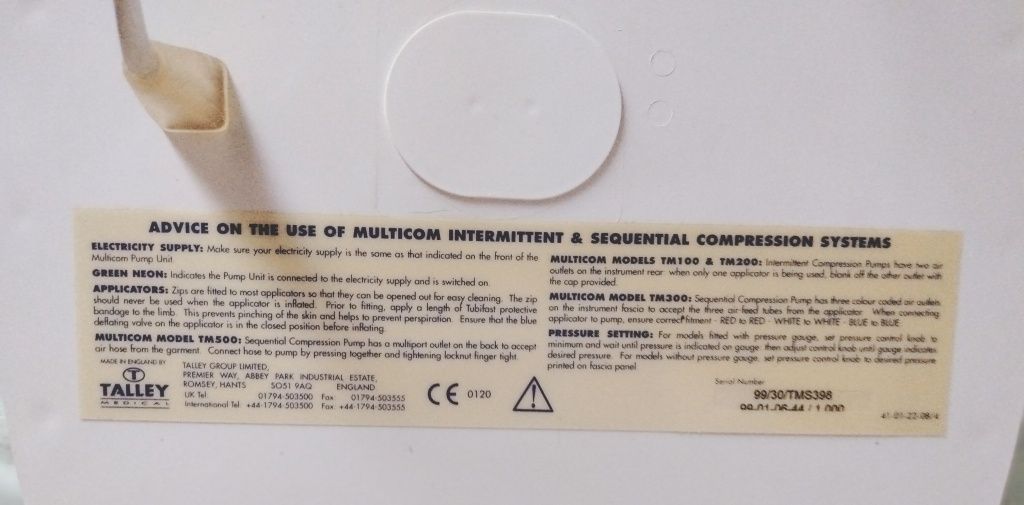 ADVICE ON THE USE OF MULTICOM INTERMITTENT & SEQUENTIAL COMPRESSION SYSTEMS
ELECTRICITY SUPPLY: Make sure your electricity supply is the same as that indicated on the front of the
Multicom Pump Unit
GREEN NEON: Indicates the Pump Unit is connected to the electricity supply and is switched on.
APPLICATORS: Zips are fitted to most applicators so that they can be opened out for easy cleaning. The zip
should never be used when the applicator is inflated. Prior to fitting, apply a length of Tubifast protective
bandage to the limb. This prevents pinching of the skin and helps to prevent perspiration. Ensure that the blue
deflating valve on the applicator is in the closed position before inflating.
MULTICOM MODEL TM500: Sequential Compression Pump has a multiport outlet on the back to accept
air hose from the garment. Connect hose to pump by pressing together and tightening locknut finger tight.
MADE IN ENGLAND BY
T
TALLEY
MEDICAL
TALLEY GROUP LIMITED,
PREMIER WAY, ABBEY PARK INDUSTRIAL ESTATE,
ROMSEY, HANTS SO51 9AQ ENGLAND
UK Tel 01794-503500 Fax 01794-503555
International Tel +44-1794-503500 Fax +44-1794-503555
CE 0120
MULTICOM MODELS TM100 & TM200: Intermittent Compression Pumps have two air
outlets on the instrument rear when only one applicator is being used, blank off the other outlet with
the cap provided.
MULTICOM MODEL TM300: Sequential Compression Pump has three colour coded air outlets
on the instrument fascia to accept the three air-feed tubes from the applicator When connecting
applicator to pump, ensure correct fitment - RED to RED - WHITE to WHITE - BLUE to BLUE
PRESSURE SETTING: For models fitted with pressure gauge, set pressure control knob to
minimum and wait until pressure is indicated on gauge then adjust control knob until gauge indicates
desired pressure. For models without pressure gauge, set pressure control knob to desired pressure
printed on fascia panel
Serial Number
99/30/TMS398
99-01-06-44 / 1.000
41-01-22-08/4